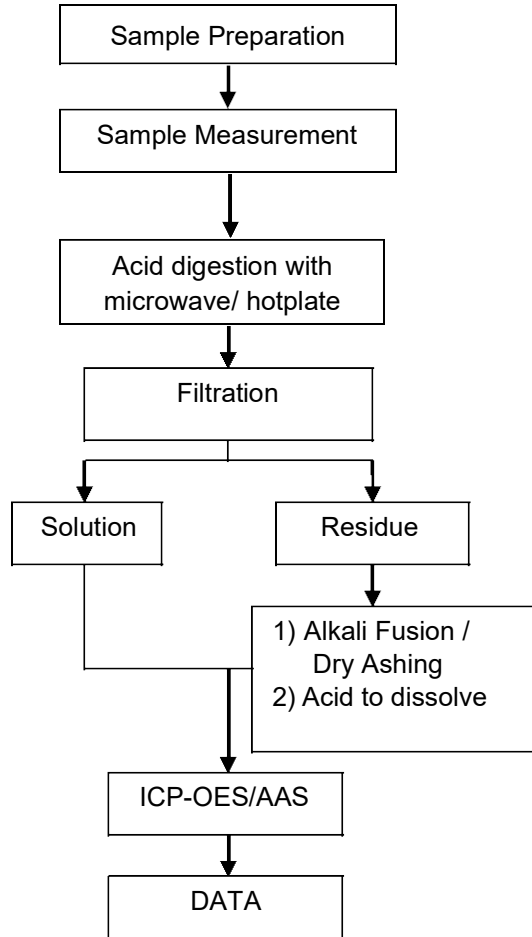 Sample Preparation
Sample Measurement
Acid digestion with
microwave/ hotplate
Filtration
Solution
Residue
1) Alkali Fusion /
Dry Ashing
2) Acid to dissolve
ICP-OES/AAS
DATA